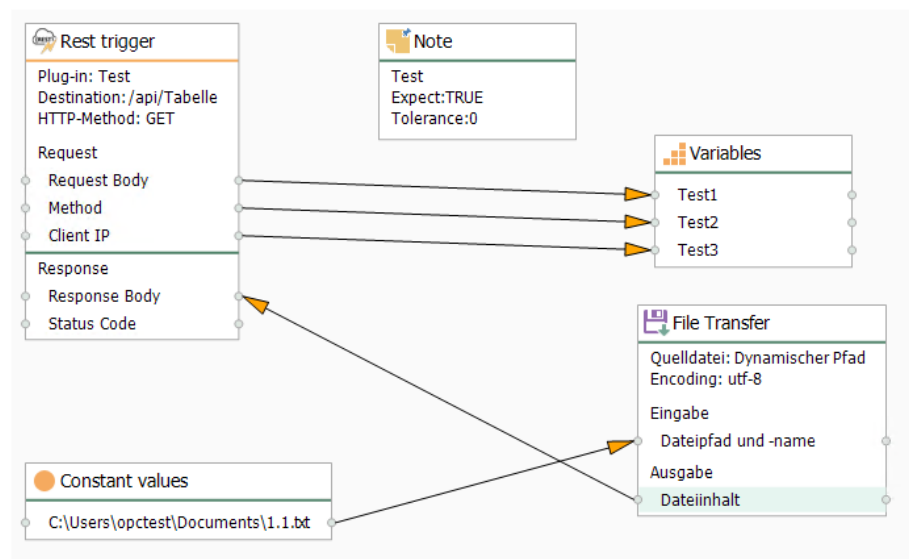 REST
Rest trigger
Plug-in: Test
Destination:/api/Tabelle
HTTP-Method: GET
Request
Request Body
Method
Client IP
Response
Response Body
Status Code
Note
Test
Expect:TRUE
Tolerance:0
Variables
Test1
Test2
Test3
File Transfer
Quelldatei: Dynamischer Pfad
Encoding: utf-8
Eingabe
Dateipfad und -name
Ausgabe
Dateiinhalt
Constant values
C:\Users\opctest\Documents\1.1.txt